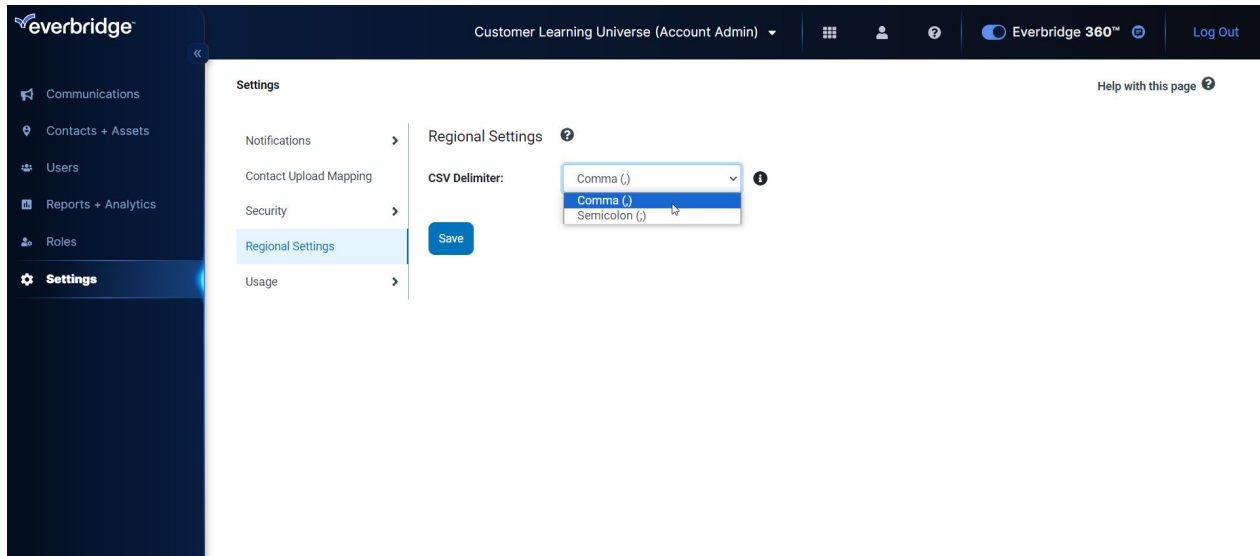 everbridge™
Customer Learning Universe (Account Admin)
Everbridge 360™
Log Out
Communications
Contacts + Assets
Users
Reports + Analytics
Roles
Settings
Settings
Help with this page
Notifications
Contact Upload Mapping
Security
Regional Settings
Usage
Regional Settings
CSV Delimiter:
Comma (,)
Comma (,)
Semicolon (;)
Save